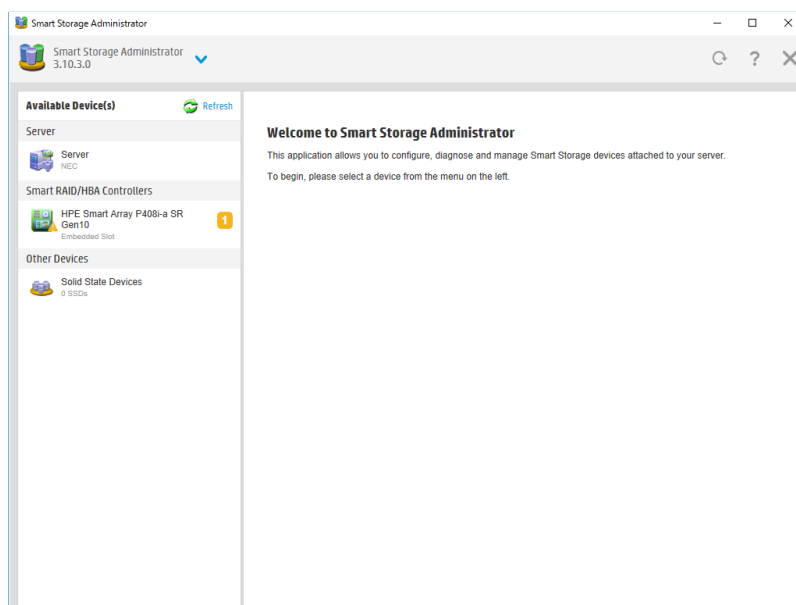 Smart Storage Administrator
Smart Storage Administrator
3.10.3.0
Available Device(s)
Refresh
Server
Server
NEC
Smart RAID/HBA Controllers
HPE Smart Array P408i-a SR
Gen10
Embedded Slot
1
Other Devices
Solid State Devices
0 SSDs
Welcome to Smart Storage Administrator
This application allows you to configure, diagnose and manage Smart Storage devices attached to your server.
To begin, please select a device from the menu on the left.